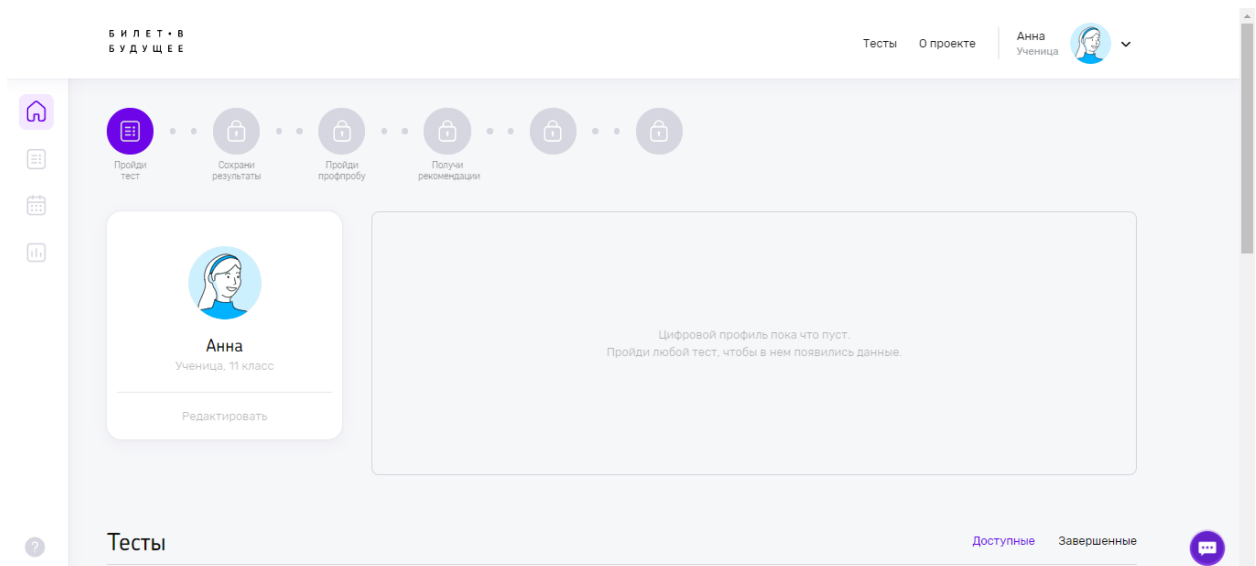 БИЛЕТ•В
БУДУЩЕЕ
Тесты
О проекте
Анна
Ученица
Пройди
тест
Сохрани
результаты
Пройди
профпробу
Получи
рекомендации
Анна
Ученица, 11 класс
Редактировать
Цифровой профиль пока что пуст.
Пройди любой тест, чтобы в нем появились данные.
Тесты
Доступные
Завершенные
?